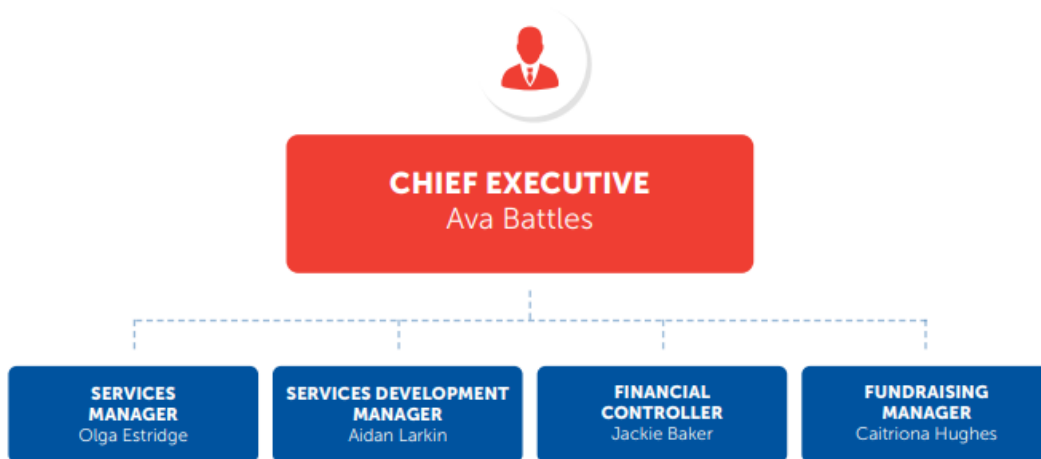 CHIEF EXECUTIVE
Ava Battles
SERVICES
MANAGER
Olga Estridge
SERVICES DEVELOPMENT
MANAGER
Aidan Larkin
FINANCIAL
CONTROLLER
Jackie Baker
FUNDRAISING
MANAGER
Caitriona Hughes